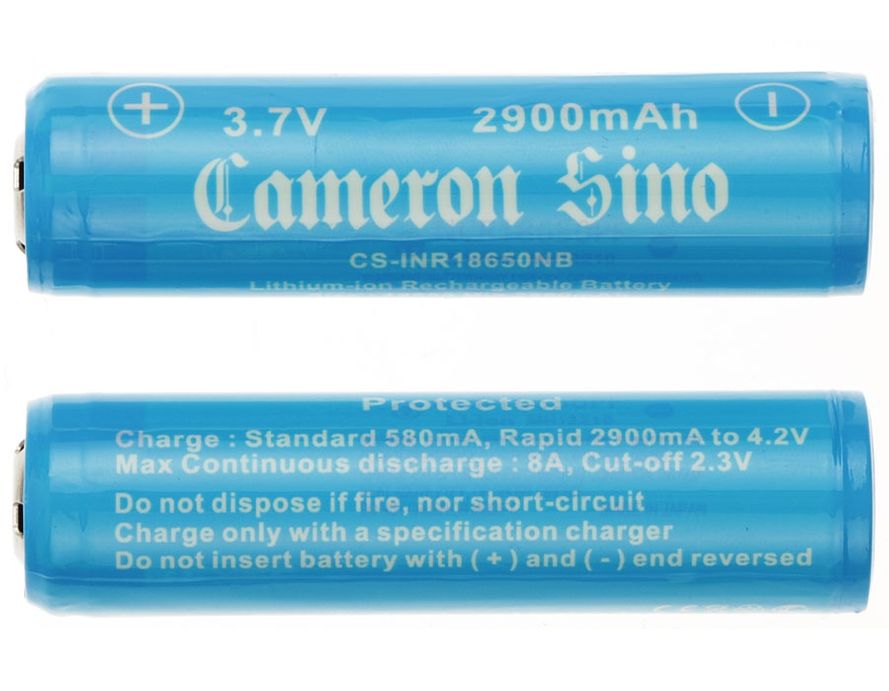 + 3.7V 2900mAh -
Cameron Sino
CS-INR18650NB
Lithium-ion Rechargeable Battery
Protected
Charge : Standard 580mA, Rapid 2900mA to 4.2V
Max Continuous discharge : 8A, Cut-off 2.3V
Do not dispose if fire, nor short-circuit
Charge only with a specification charger
Do not insert battery with ( + ) and ( - ) end reversed